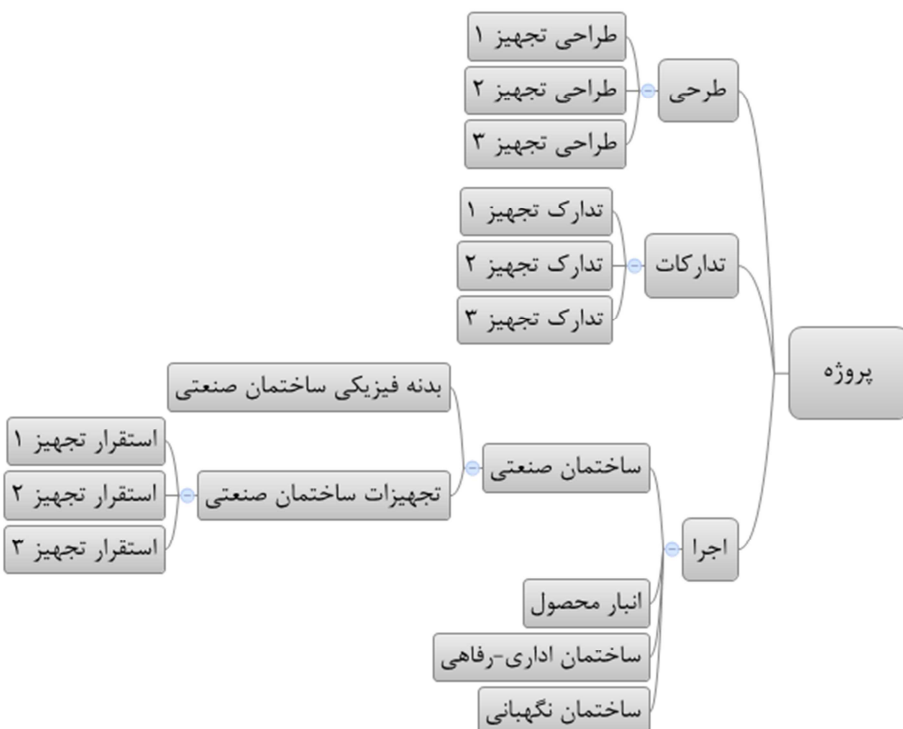 پروژه
طرحی
طراحی تجهیز ۱
طراحی تجهیز ۲
طراحی تجهیز ۳
تدارکات
تدارک تجهیز ۱
تدارک تجهیز ۲
تدارک تجهیز ۳
اجرا
ساختمان صنعتی
بدنه فیزیکی ساختمان صنعتی
تجهیزات ساختمان صنعتی
استقرار تجهیز ۱
استقرار تجهیز ۲
استقرار تجهیز ۳
انبار محصول
ساختمان اداری-رفاهی
ساختمان نگهبانی